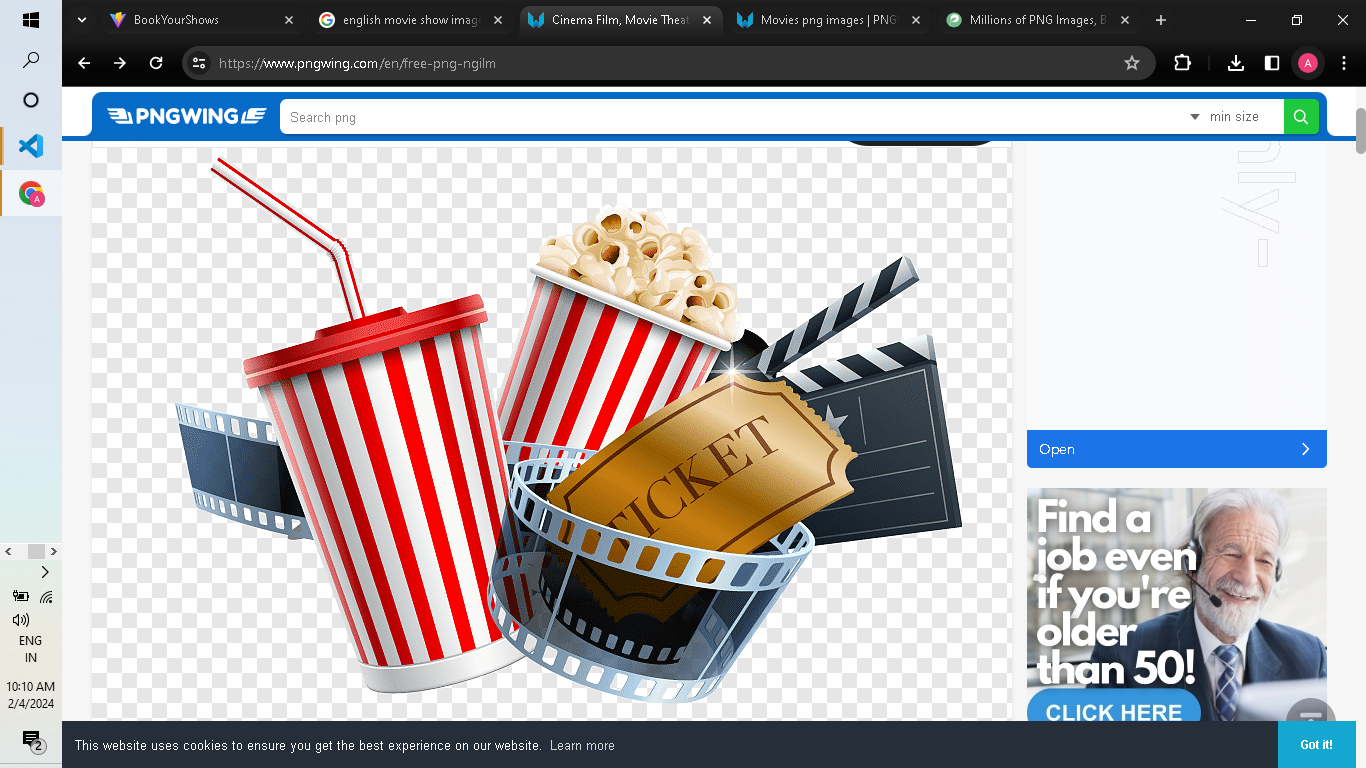 BookYourShows
english movie show imag
Cinema Film, Movie Theat
Movies png images | PNG
Millions of PNG Images, B
https://www.pngwing.com/en/free-png-ngilm
A
PNGWING
Search png
min size
nly-
TICKET
Open
Find a
job even
if you're
older
than 50!
CLICK HERE
A
ENG
IN
10:10 AM
2/4/2024
2
This website uses cookies to ensure you get the best experience on our website. Learn more
Got it!